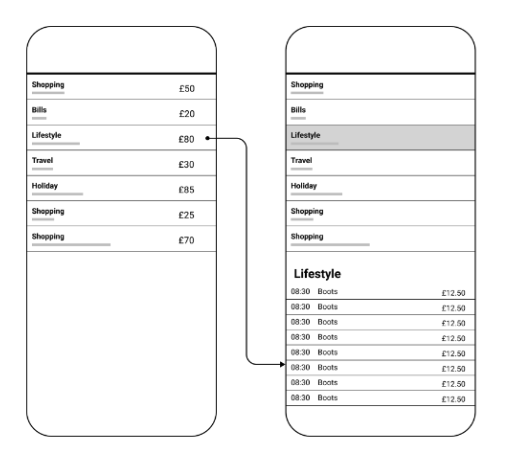 Shopping £50
Bills £20
Lifestyle £80
Travel £30
Holiday £85
Shopping £25
Shopping £70
Shopping
Bills
Lifestyle
Travel
Holiday
Shopping
Shopping
Lifestyle
08:30 Boots £12.50
08:30 Boots £12.50
08:30 Boots £12.50
08:30 Boots £12.50
08:30 Boots £12.50
08:30 Boots £12.50
08:30 Boots £12.50
08:30 Boots £12.50